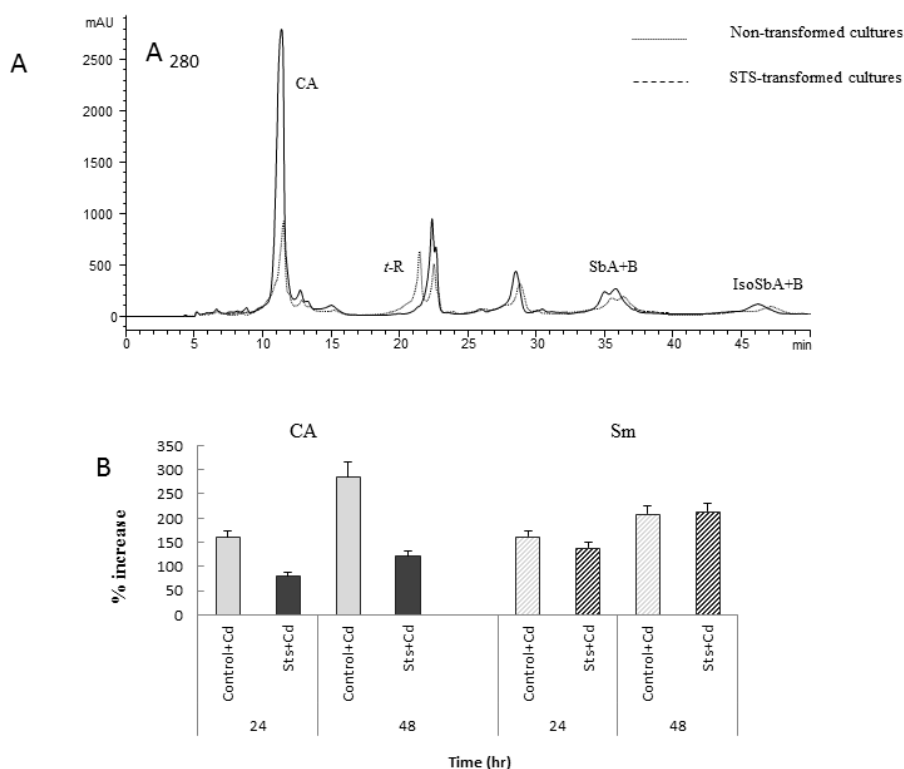 A
mAU
A 280
2500
2000
1500
1000
500
0
CA
t-R
SbA+B
IsoSbA+B
Non-transformed cultures
STS-transformed cultures
0 5 10 15 20 25 30 35 40 45 min
B
CA Sm
% increase
350
300
250
200
150
100
50
0
Control+Cd Sts+Cd Control+Cd Sts+Cd Control+Cd Sts+Cd Control+Cd Sts+Cd
24 48 24 48
Time (hr)